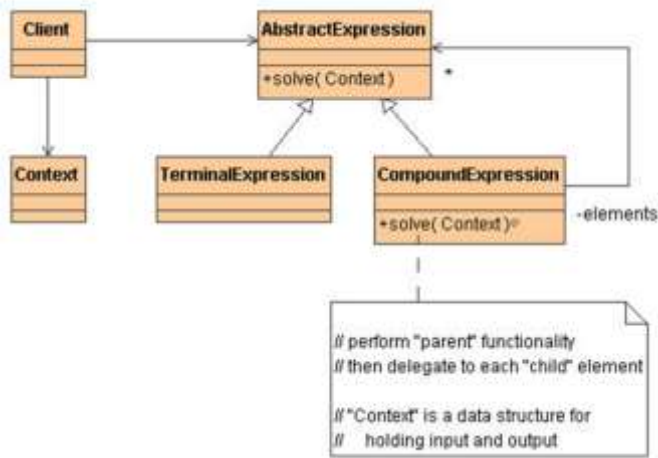 Client
AbstractExpression
+solve( Context )
*
Context
TerminalExpression
CompoundExpression
+solve( Context )
-elements
// perform "parent" functionality
// then delegate to each "child" element
// "Context" is a data structure for
// holding input and output